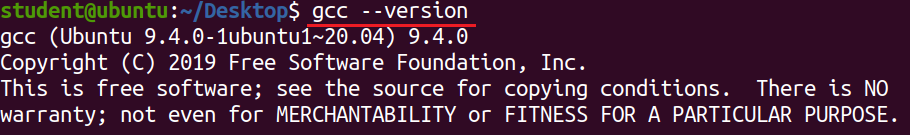 student@ubuntu:~/Desktop$ gcc --version
gcc (Ubuntu 9.4.0-1ubuntu1~20.04) 9.4.0
Copyright (C) 2019 Free Software Foundation, Inc.
This is free software; see the source for copying conditions.  There is NO
warranty; not even for MERCHANTABILITY or FITNESS FOR A PARTICULAR PURPOSE.